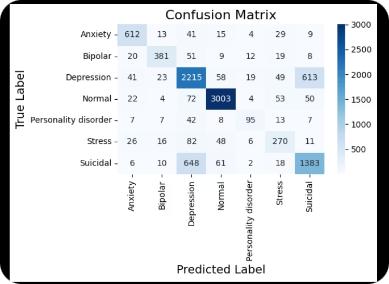 Confusion Matrix
True Label
Anxiety 612 13 41 15 4 29 9
Bipolar 20 381 51 9 12 19 8
Depression 41 23 2215 58 19 49 613
Normal 22 4 72 3003 4 53 50
Personality disorder 7 7 42 8 95 13 7
Stress 26 16 82 48 6 270 11
Suicidal 6 10 648 61 2 18 1383
Anxiety
Bipolar
Depression
Normal
Personality disorder
Stress
Suicidal
Predicted Label
3000
2500
2000
1500
1000
500